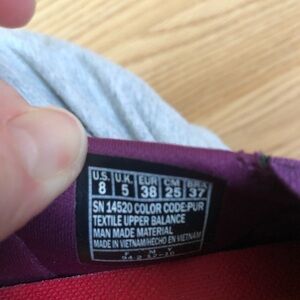 U.S. U.K. EUR CM BRA
8 5 38 25 37
SN 14520 COLOR CODE:PUR
TEXTILE UPPER BALANCE
MAN MADE MATERIAL
MADE IN VIETNAM/HECHO EN VIETNAM